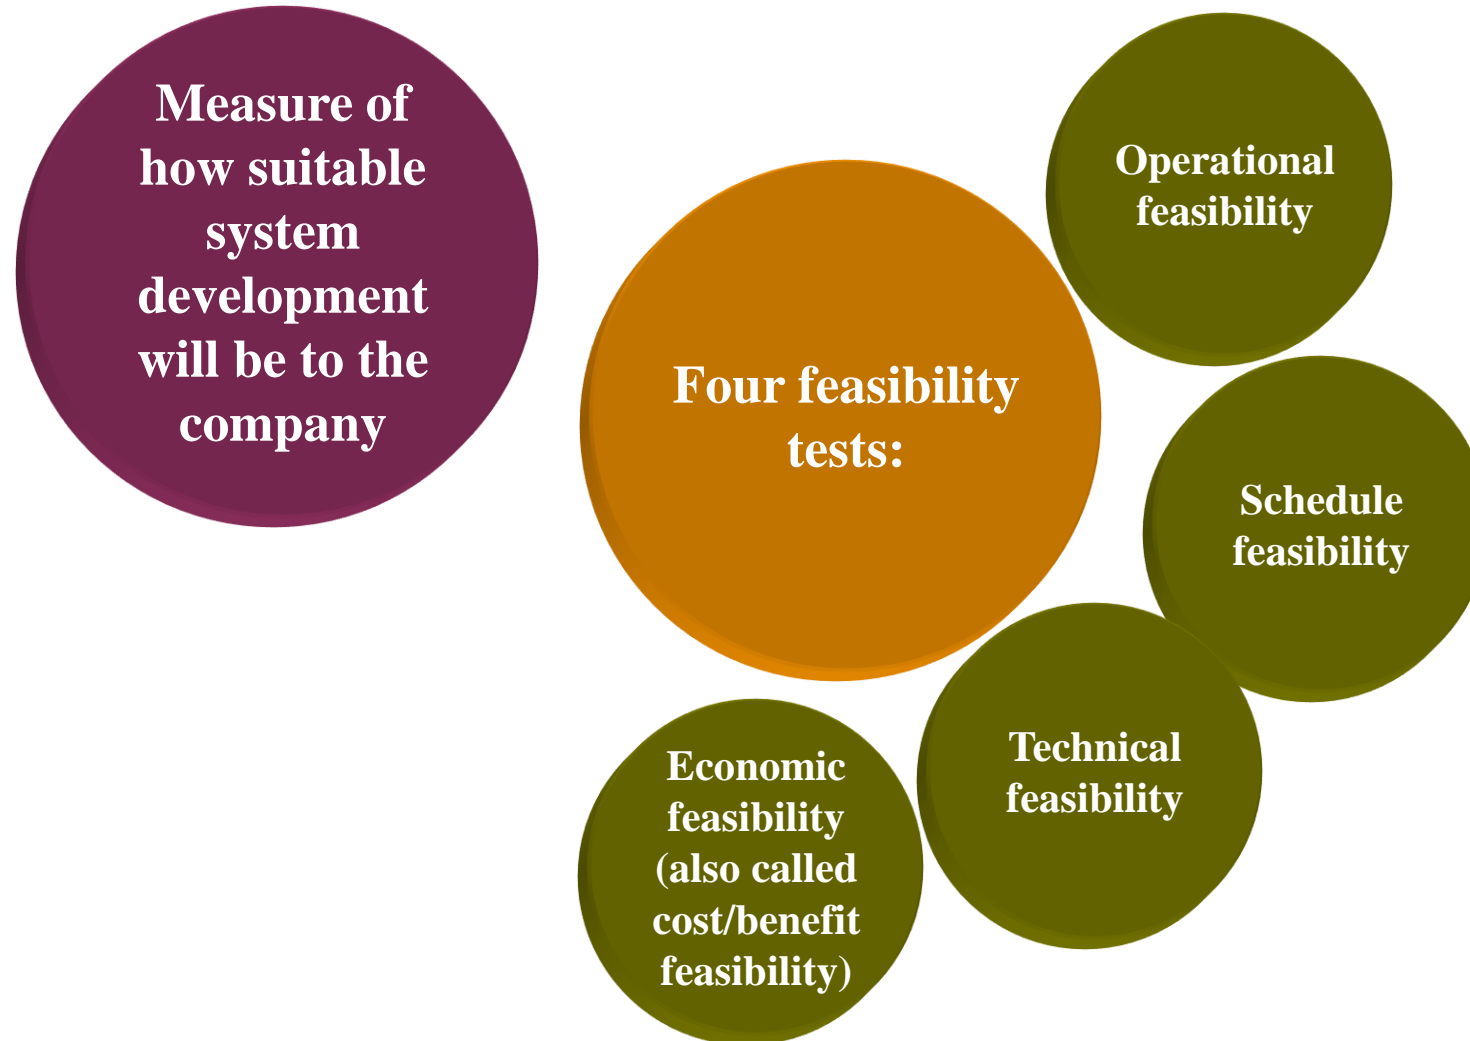 Measure of
how suitable
system
development
will be to the
company
Four feasibility
tests:
Operational
feasibility
Schedule
feasibility
Technical
feasibility
Economic
feasibility
(also called
cost/benefit
feasibility)